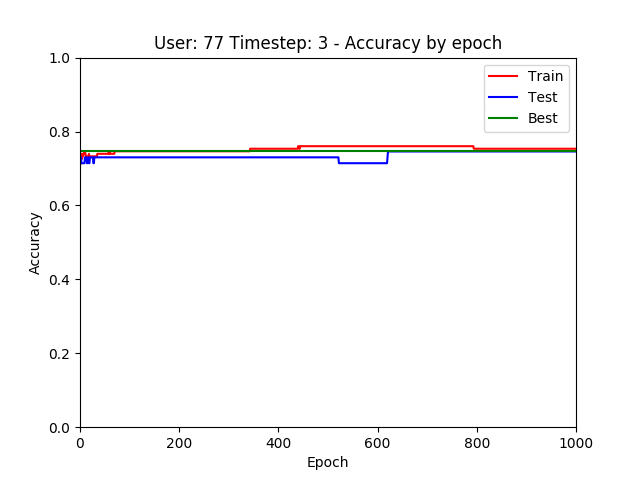 User: 77 Timestep: 3 - Accuracy by epoch
Train
Test
Best
1.0
0.8
0.6
0.4
0.2
0.0
Accuracy
0 200 400 600 800 1000
Epoch